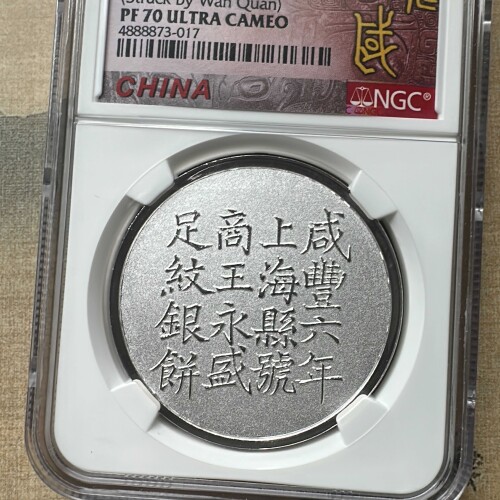 (Struck By Wan Quan)
PF 70 ULTRA CAMEO
4888873-017
CHINA
NGC®
咸豐六年
上海縣號
商王永盛
足紋銀餅